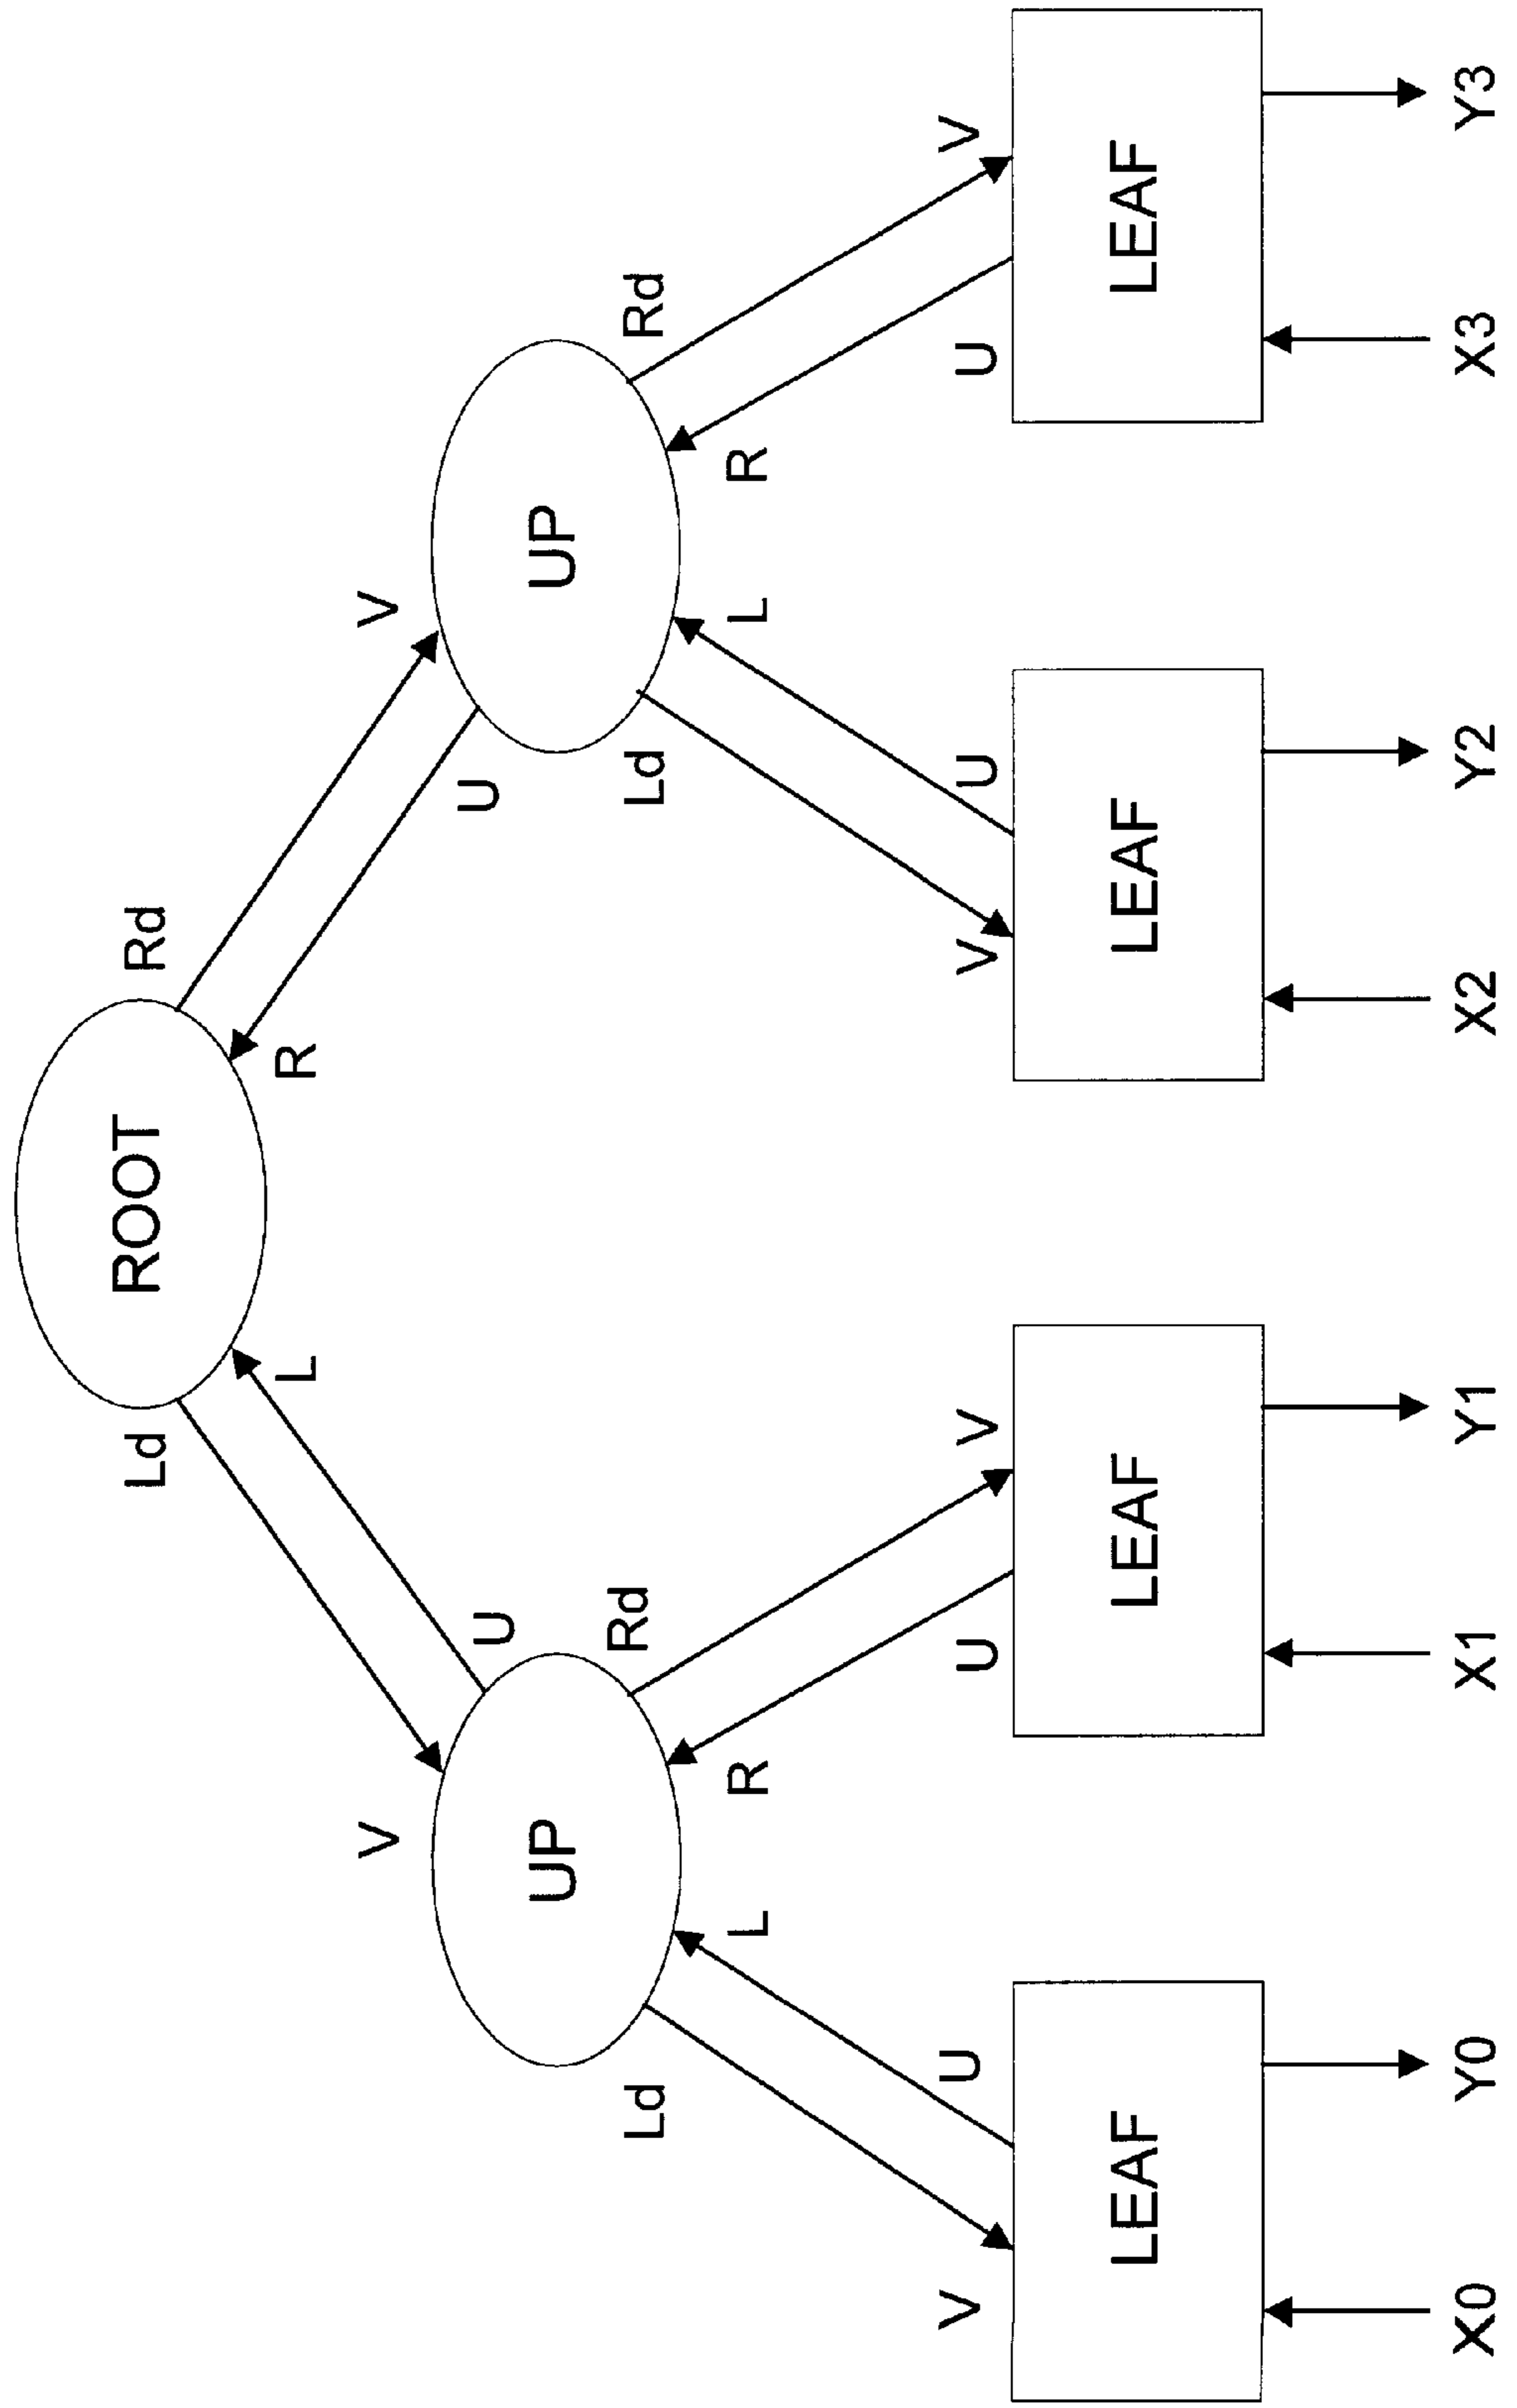 Ld ROOT Rd
L R
V V
U U
UP UP
Ld Rd Ld Rd
L R L R
V U U V V U U V
LEAF LEAF LEAF LEAF
X0 Y0 X1 Y1 X2 Y2 X3 Y3